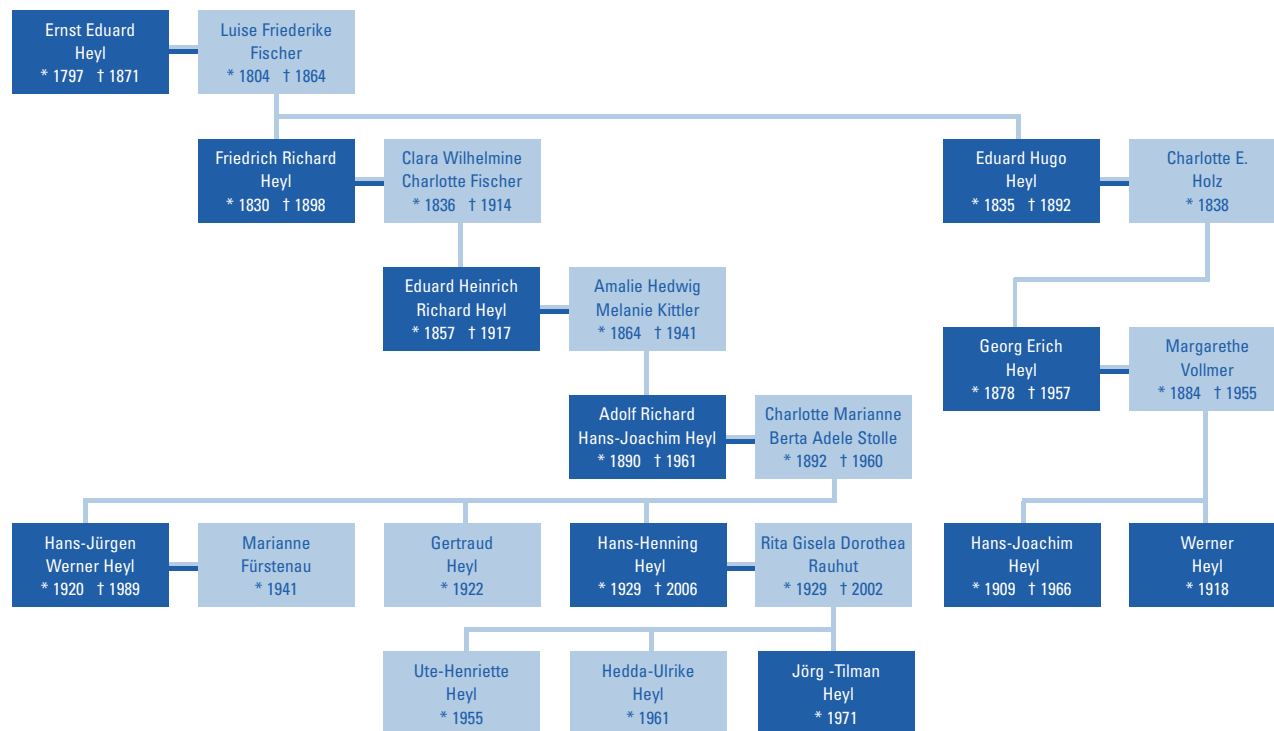 Ernst Eduard
Heyl
* 1797 † 1871
Luise Friederike
Fischer
* 1804 † 1864
Friedrich Richard
Heyl
* 1830 † 1898
Clara Wilhelmine
Charlotte Fischer
* 1836 † 1914
Eduard Hugo
Heyl
* 1835 † 1892
Charlotte E.
Holz
* 1838
Eduard Heinrich
Richard Heyl
* 1857 † 1917
Amalie Hedwig
Melanie Kittler
* 1864 † 1941
Georg Erich
Heyl
* 1878 † 1957
Margarethe
Vollmer
* 1884 † 1955
Adolf Richard
Hans-Joachim Heyl
* 1890 † 1961
Charlotte Marianne
Berta Adele Stolle
* 1892 † 1960
Hans-Jürgen
Werner Heyl
* 1920 † 1989
Marianne
Fürstenau
* 1941
Gertraud
Heyl
* 1922
Hans-Henning
Heyl
* 1929 † 2006
Rita Gisela Dorothea
Rauhut
* 1929 † 2002
Hans-Joachim
Heyl
* 1909 † 1966
Werner
Heyl
* 1918
Ute-Henriette
Heyl
* 1955
Hedda-Ulrike
Heyl
* 1961
Jörg -Tilman
Heyl
* 1971